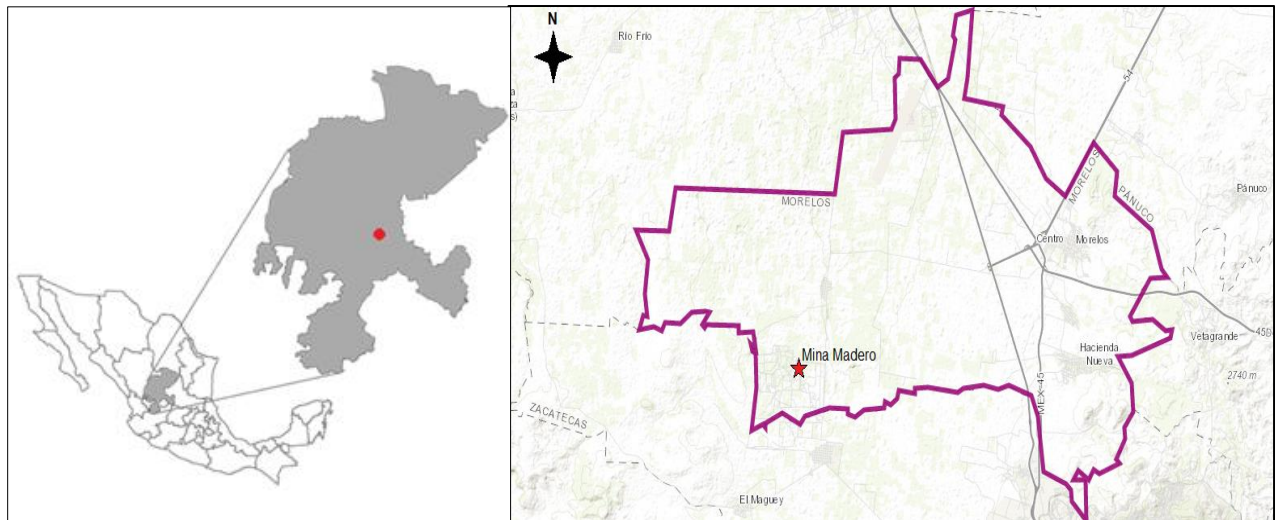 N
Río Frío
54
s)
MORELOS
MORELOS
PÁNUCO
Pánuco
Centro
Morelos
Mina Madero
Hacienda
Nueva
Vetagrande
45D
2740 m
MEX-45
ZACATECAS
El Maguey